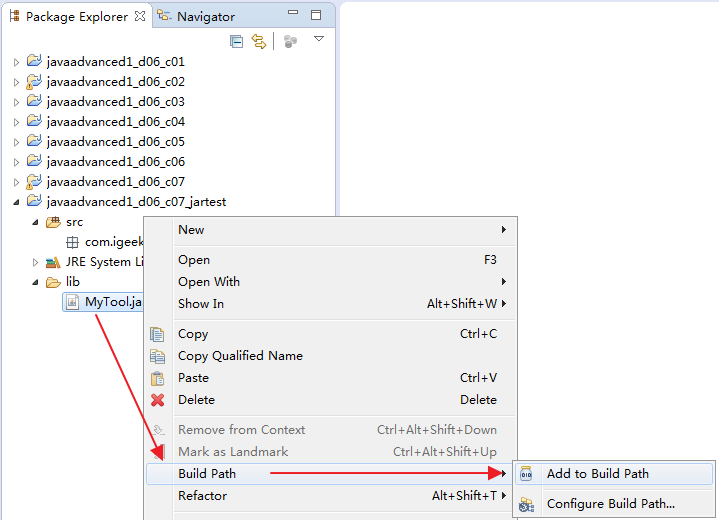 Package Explorer
Navigator
javaadvanced1_d06_c01
javaadvanced1_d06_c02
javaadvanced1_d06_c03
javaadvanced1_d06_c04
javaadvanced1_d06_c05
javaadvanced1_d06_c06
javaadvanced1_d06_c07
javaadvanced1_d06_c07_jartest
src
com.igeek
JRE System Li
lib
MyTool.ja
New
Open F3
Open With
Show In Alt+Shift+W
Copy Ctrl+C
Copy Qualified Name
Paste Ctrl+V
Delete Delete
Remove from Context Ctrl+Alt+Shift+Down
Mark as Landmark Ctrl+Alt+Shift+Up
Build Path
Refactor Alt+Shift+T
Add to Build Path
Configure Build Path...